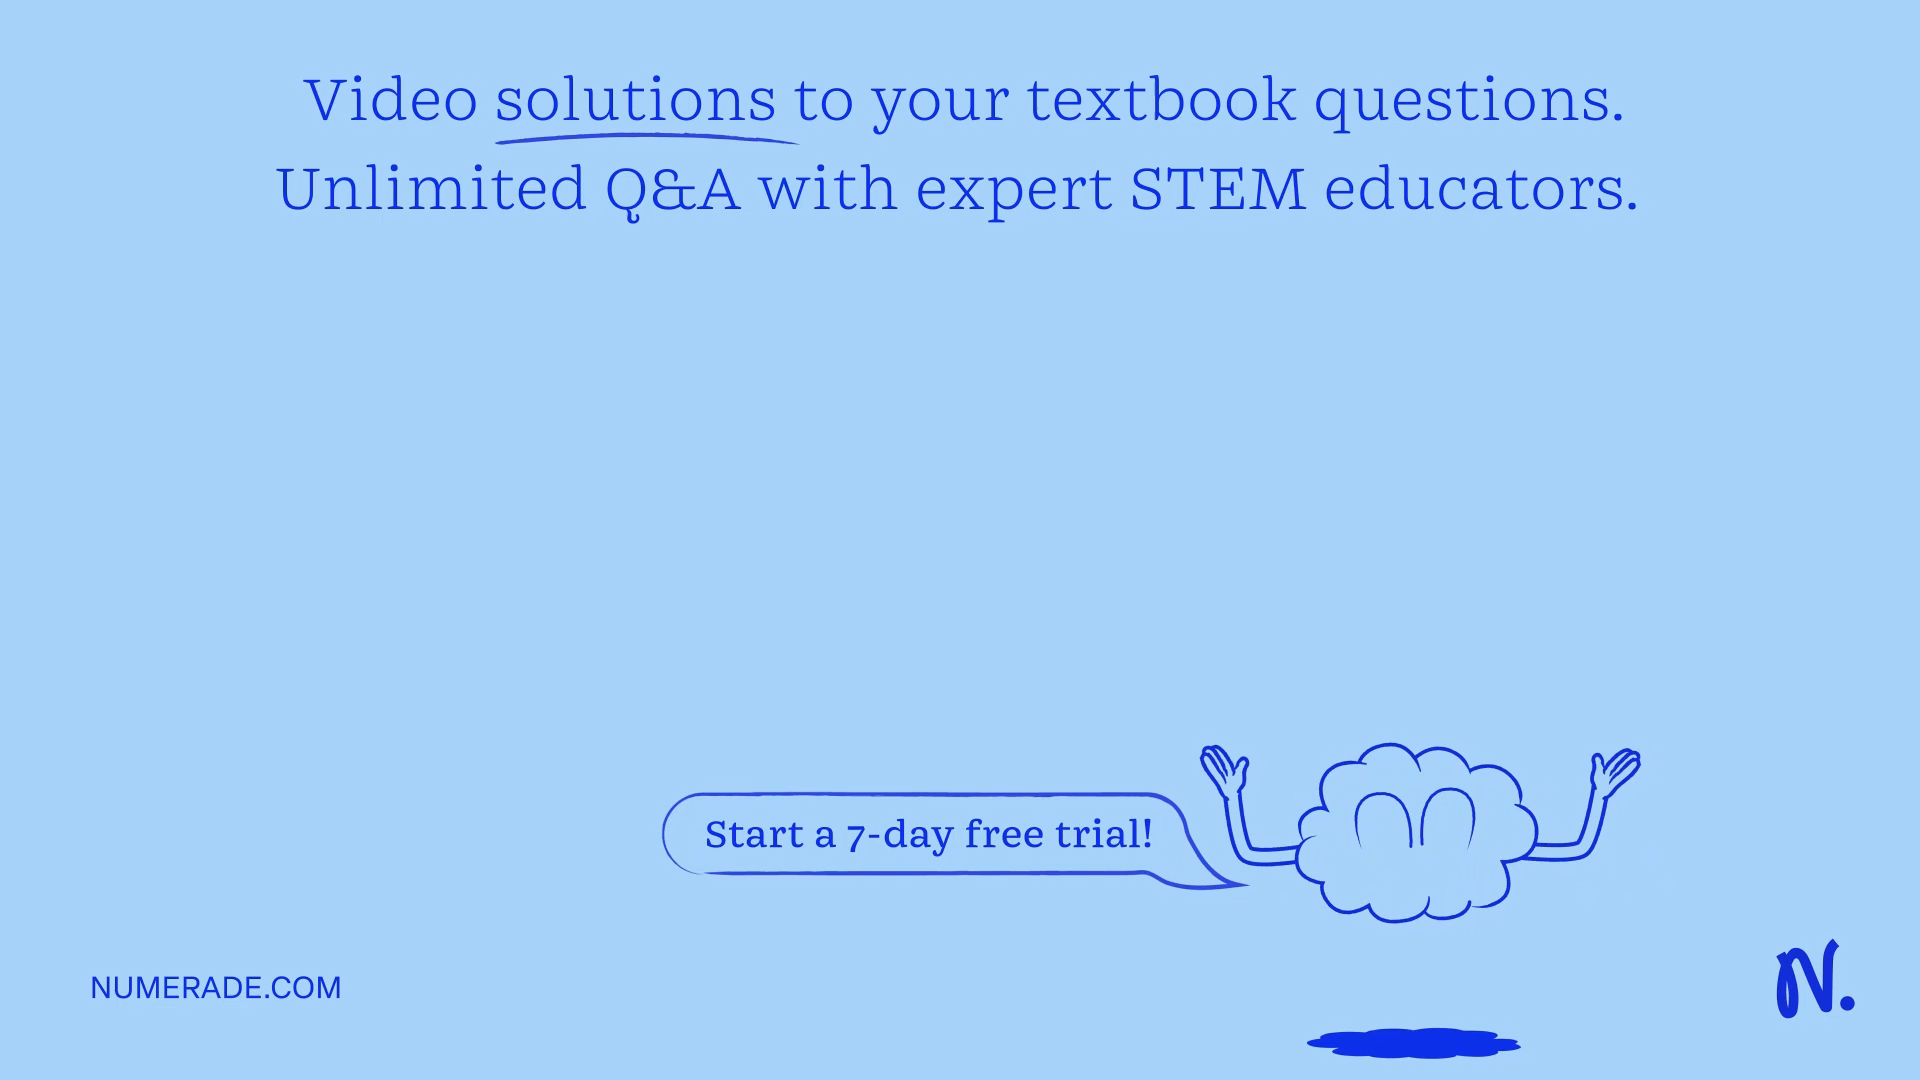 Video solutions to your textbook questions.
Unlimited Q&A with expert STEM educators.
Start a 7-day free trial!
NUMERADE.COM
N.